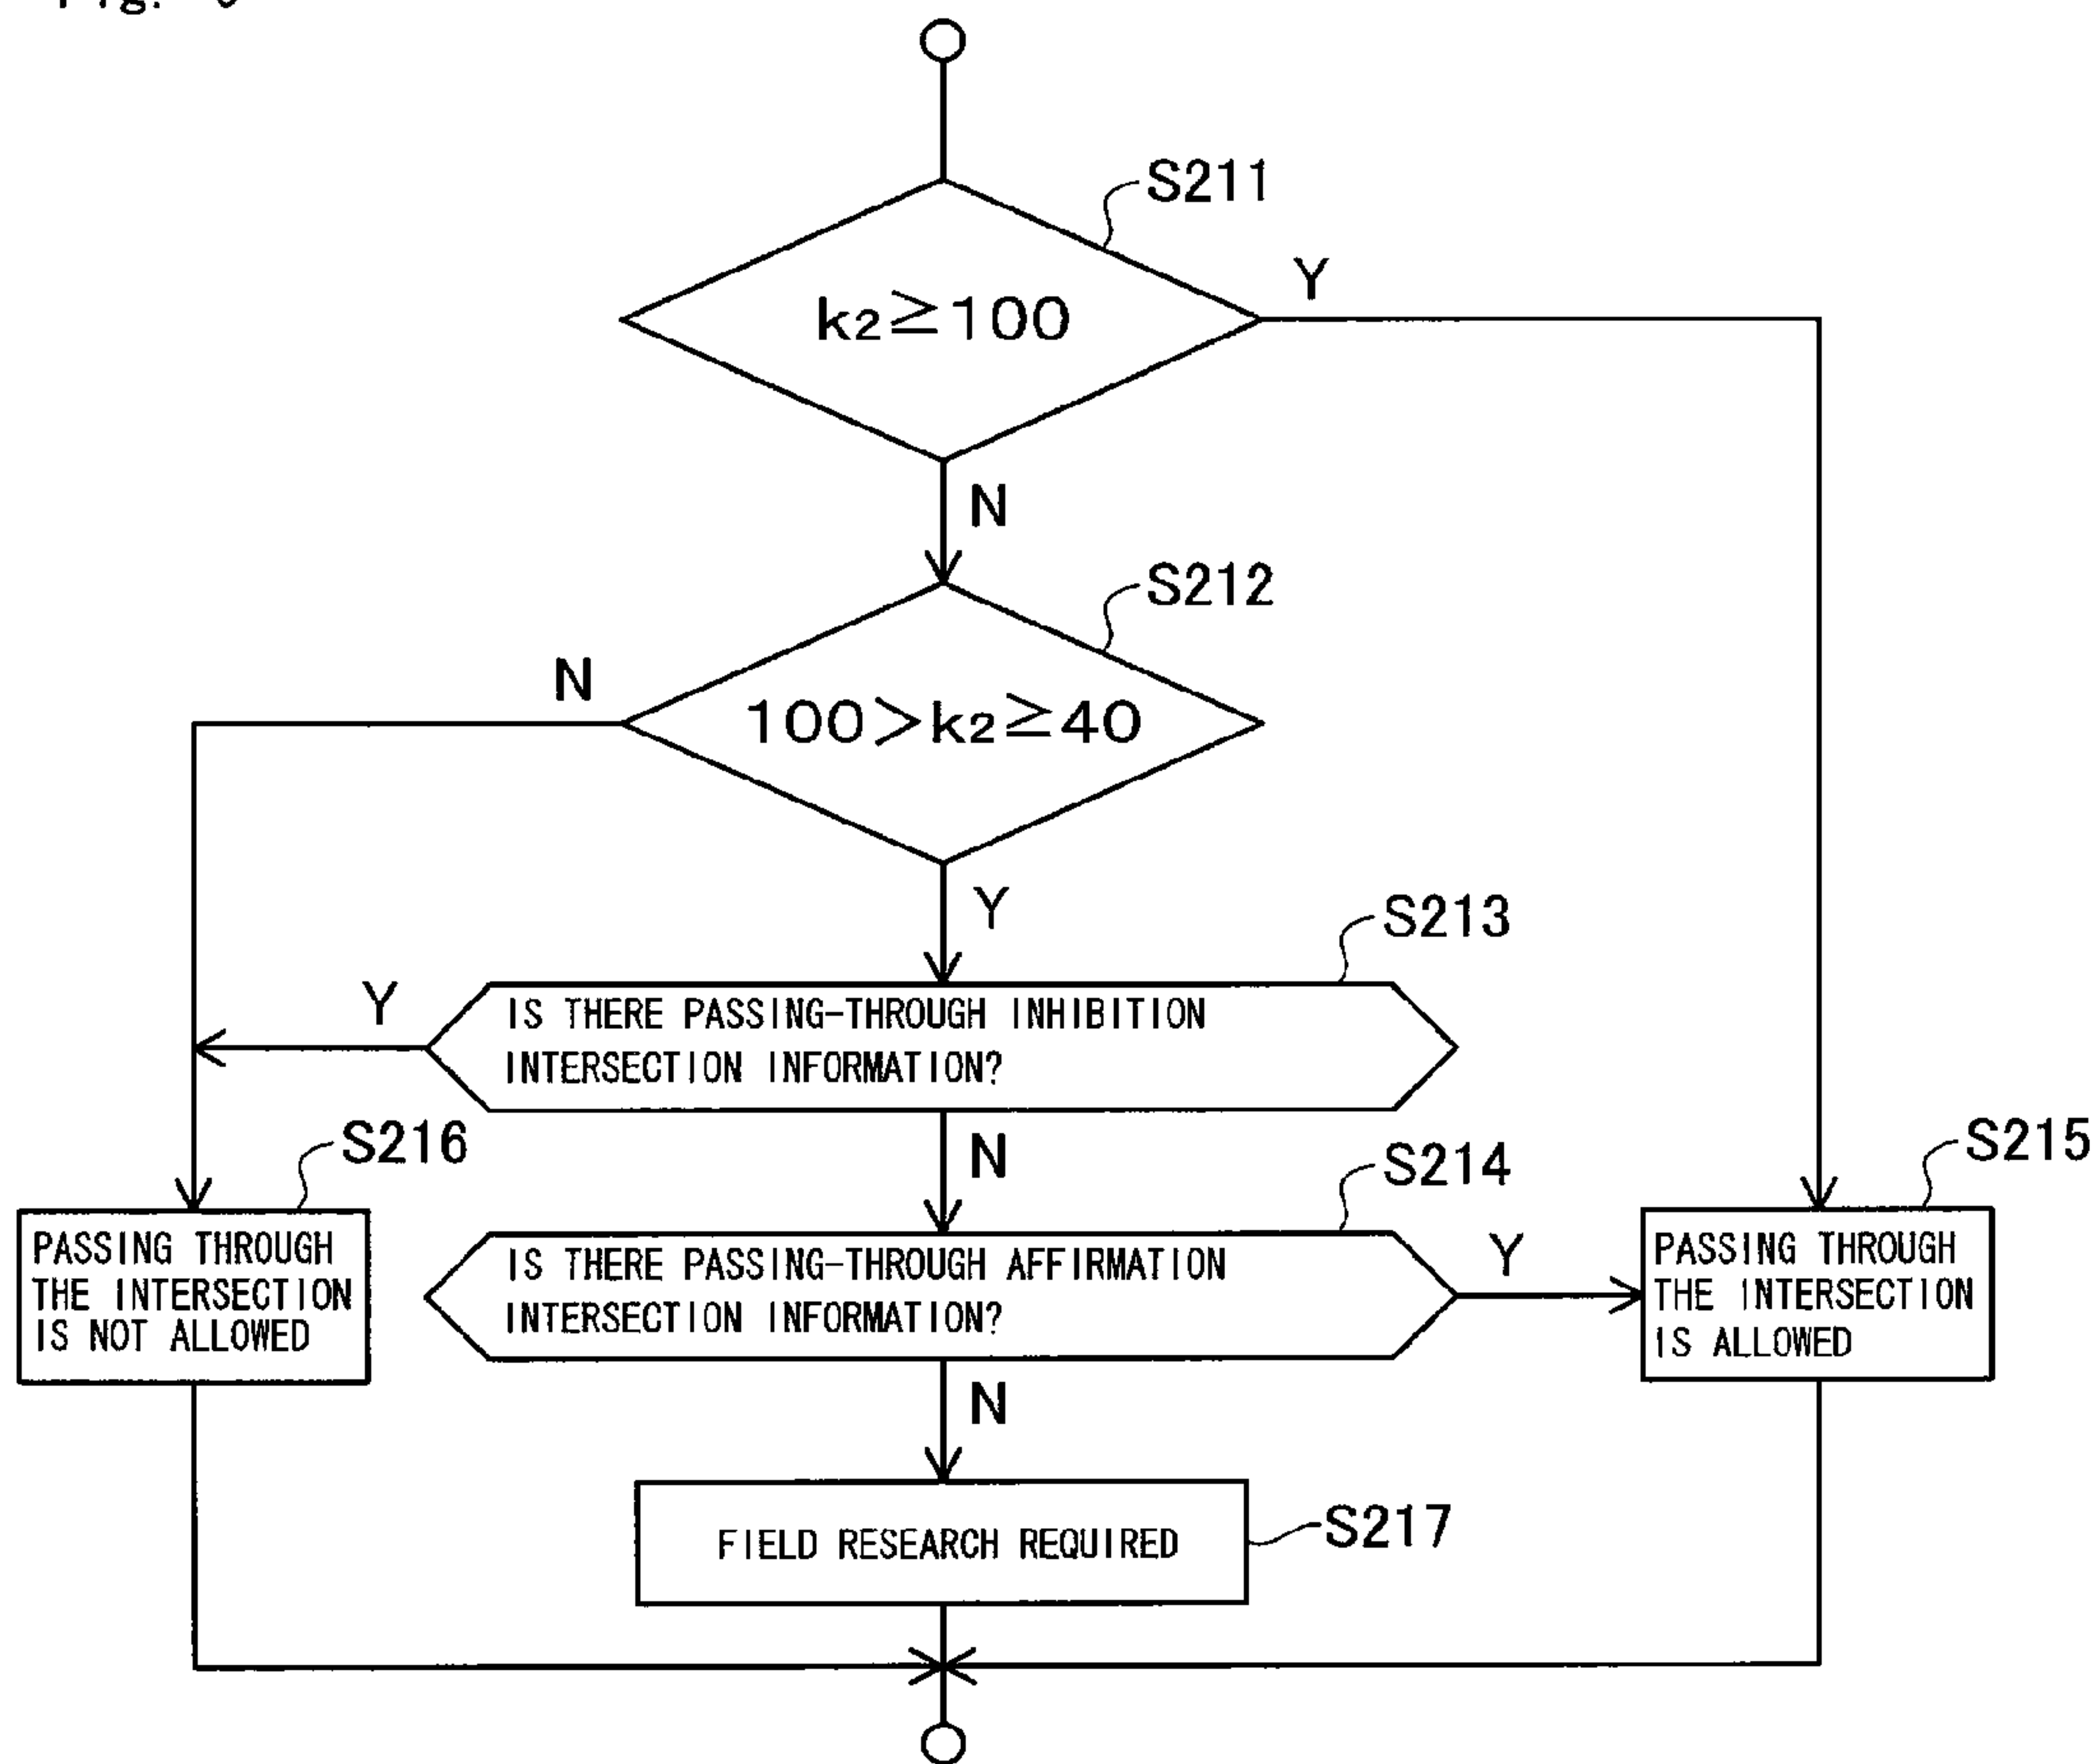 Fig.
S211
k2≧100
Y
N
S212
N
100>k2≧40
Y
S213
Y
IS THERE PASSING-THROUGH INHIBITION
INTERSECTION INFORMATION?
N
S216
S214
S215
PASSING THROUGH
THE INTERSECTION
IS NOT ALLOWED
IS THERE PASSING-THROUGH AFFIRMATION
INTERSECTION INFORMATION?
Y
PASSING THROUGH
THE INTERSECTION
IS ALLOWED
N
FIELD RESEARCH REQUIRED
S217